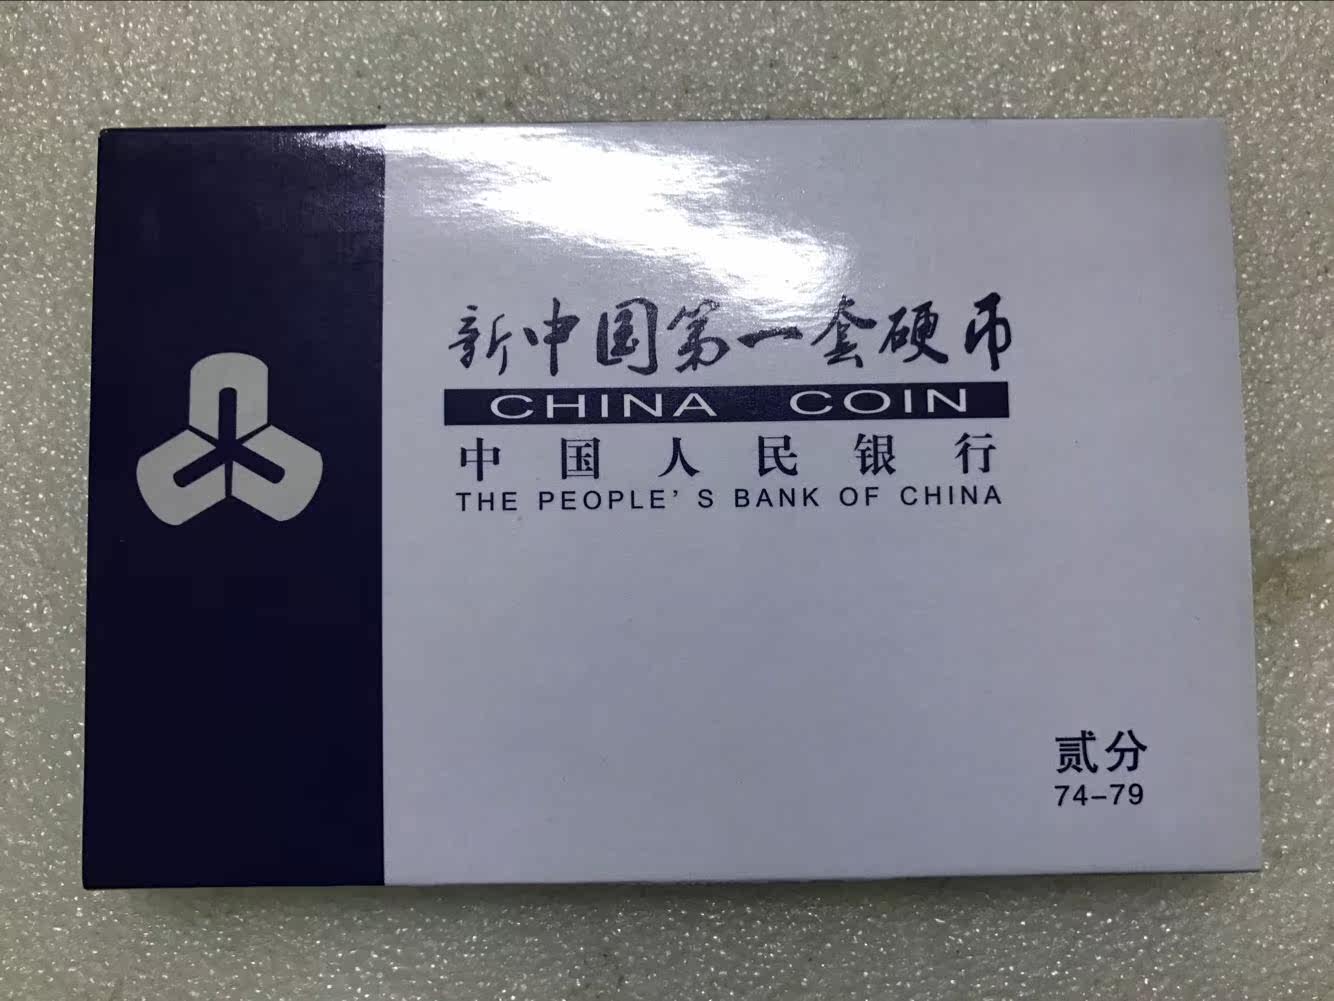 新中国第一套硬币
CHINA COIN
中国人民银行
THE PEOPLE'S BANK OF CHINA
贰分
74-79